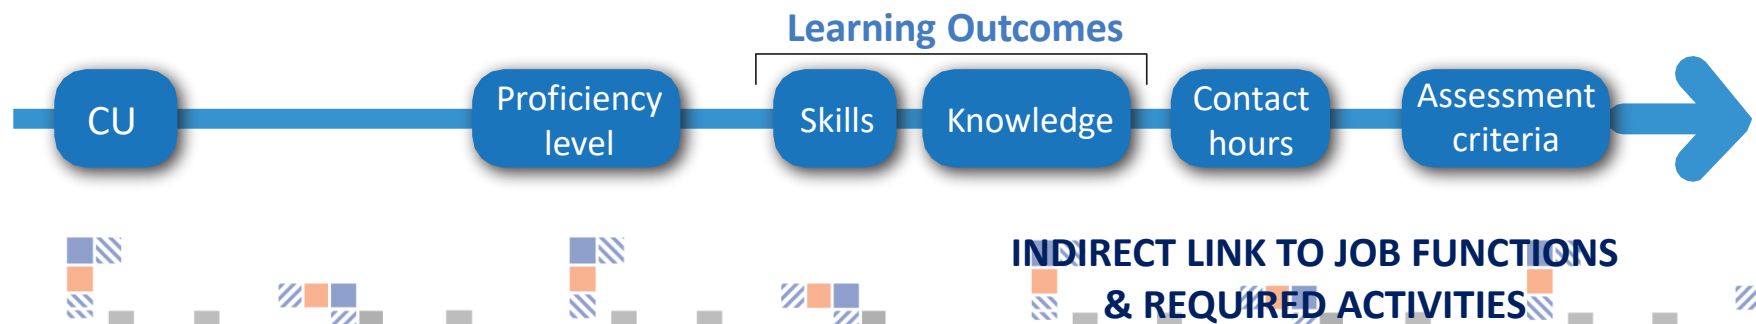 Learning Outcomes
CU
Proficiency
level
Skills
Knowledge
Contact
hours
Assessment
criteria
INDIRECT LINK TO JOB FUNCTIONS
& REQUIRED ACTIVITIES